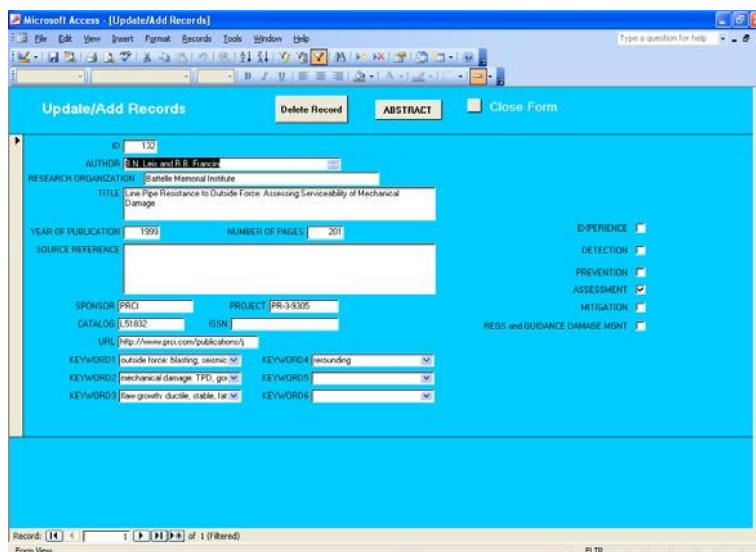 Microsoft Access - [Update/Add Records]
File Edit View Insert Format Records Tools Window Help
Type a question for help
Update/Add Records
Delete Record
ABSTRACT
Close Form
ID 132
AUTHOR B.N. Leis and R.B. Francini
RESEARCH ORGANIZATION Battelle Memorial Institute
TITLE Line Pipe Resistance to Outside Force: Assessing Serviceability of Mechanical
Damage
YEAR OF PUBLICATION 1999 NUMBER OF PAGES 201
SOURCE REFERENCE
SPONSOR PRCI PROJECT PR-3-9305
CATALOG L51832 ISSN
URL http://www.prci.com/publications/
KEYWORD1 outside force: blasting, seismic KEYWORD4 rerounding
KEYWORD2 mechanical damage: TPD, gou KEYWORD5
KEYWORD3 flaw growth: ductile, stable, fat KEYWORD6
EXPERIENCE
DETECTION
PREVENTION
ASSESSMENT
MITIGATION
REGS and GUIDANCE DAMAGE MGNT
Record: 1 of 1 (Filtered)
Form View
FLTR